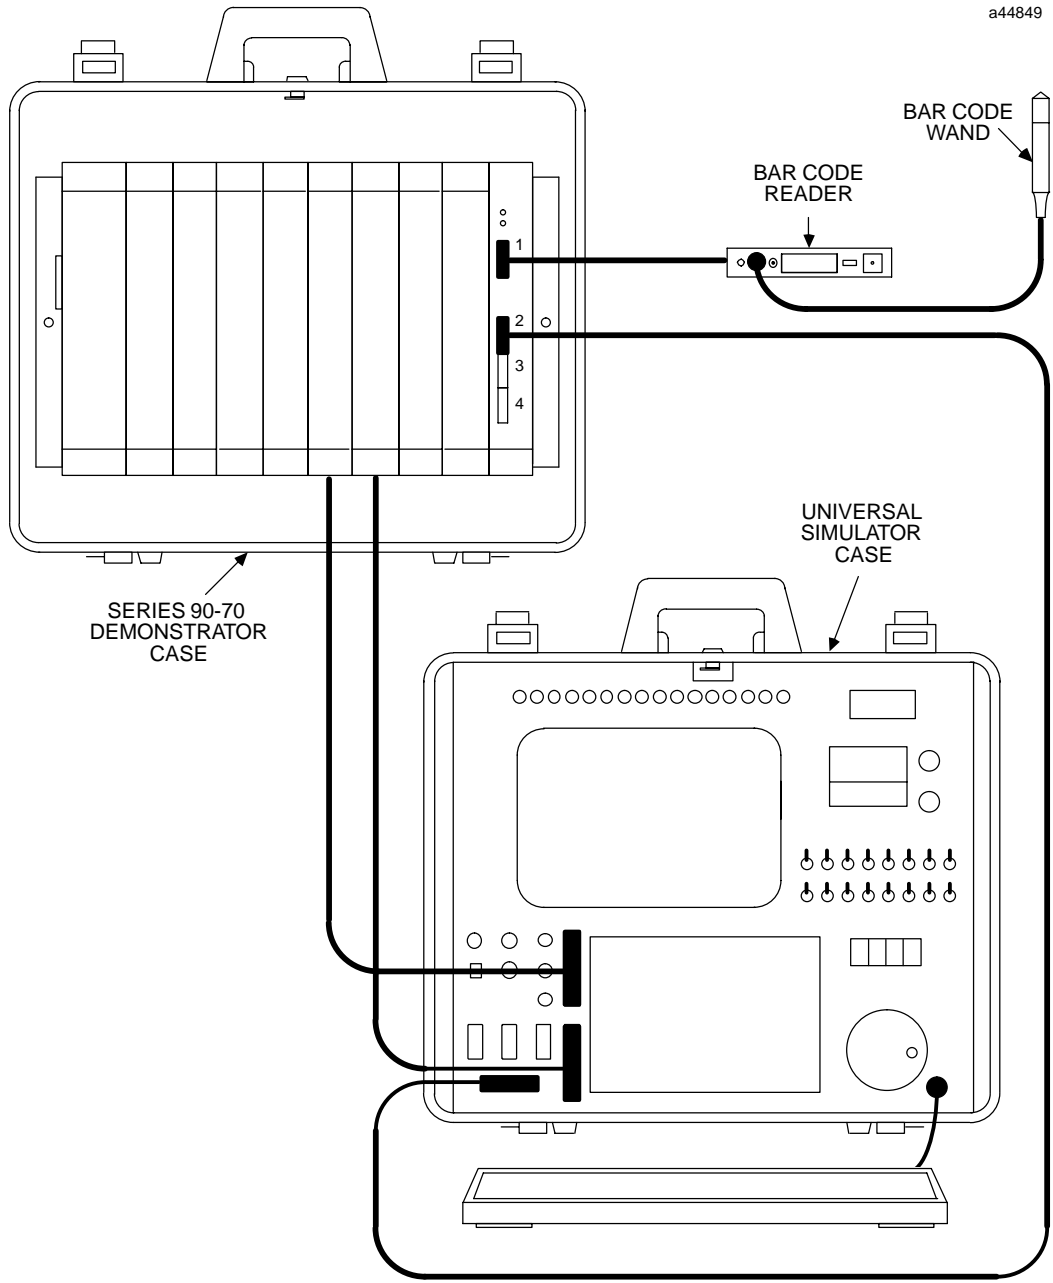 a44849
BAR CODE
WAND
BAR CODE
READER
1
2
3
4
UNIVERSAL
SIMULATOR
CASE
SERIES 90-70
DEMONSTRATOR
CASE